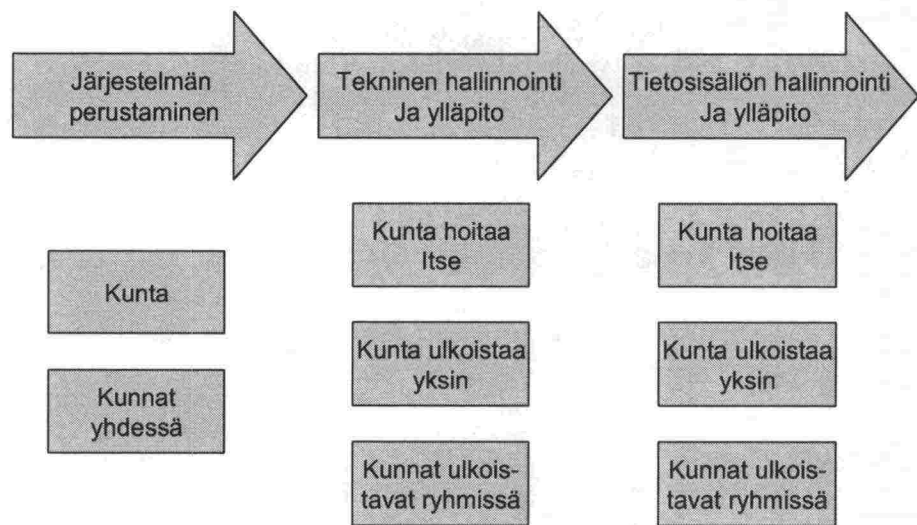 Järjestelmän
perustaminen
Tekninen hallinnointi
Ja ylläpito
Tietosisällön hallinnointi
Ja ylläpito
Kunta
Kunnat
yhdessä
Kunta hoitaa
Itse
Kunta ulkoistaa
yksin
Kunnat ulkois-
tavat ryhmissä
Kunta hoitaa
Itse
Kunta ulkoistaa
yksin
Kunnat ulkois-
tavat ryhmissä